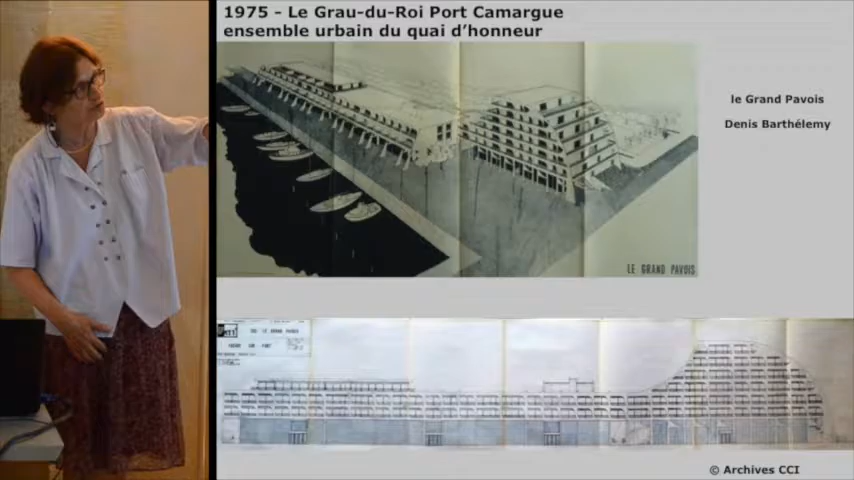 1975 - Le Grau-du-Roi Port Camargue
ensemble urbain du quai d'honneur
le Grand Pavois
Denis Barthélemy
LE GRAND PAVOIS
© Archives CCI